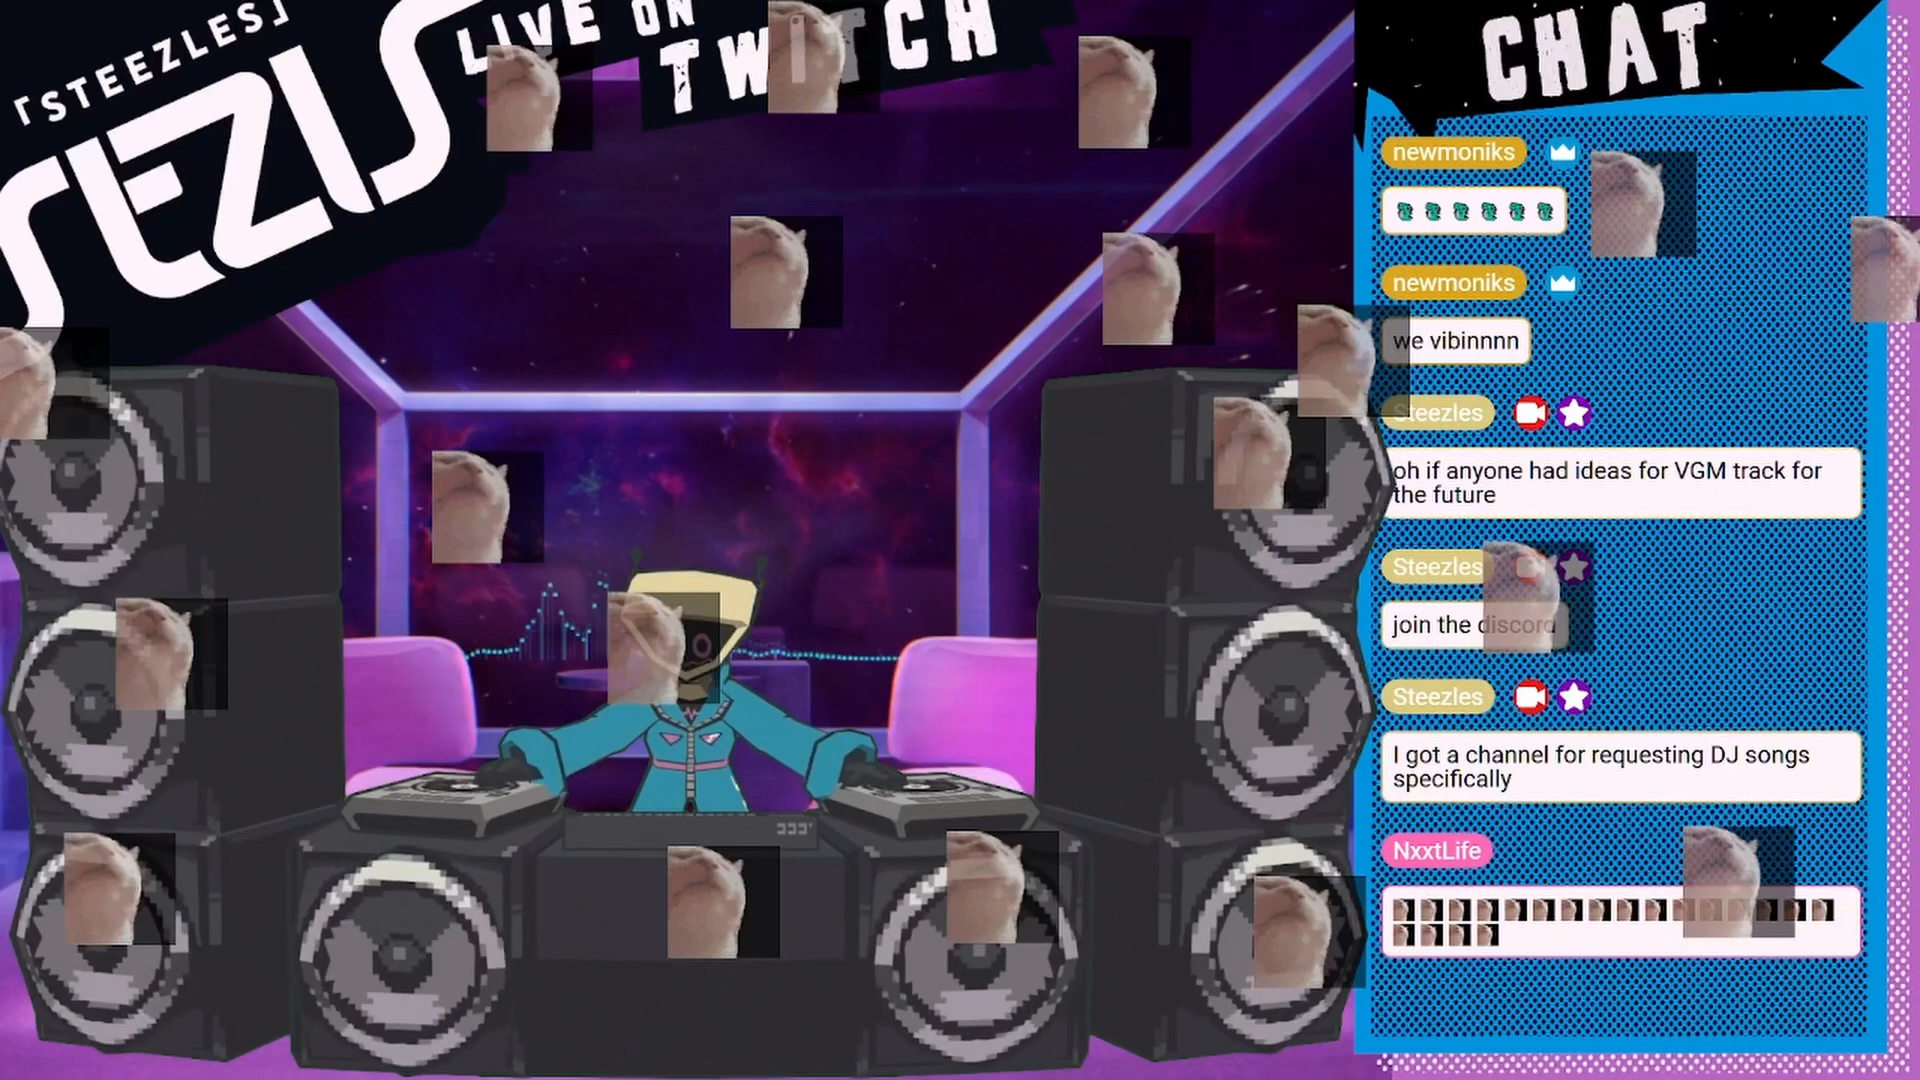 「STEEZLES」
LIVE ON
TWITCH
CHAT
newmoniks
newmoniks
we vibinnnn
Steezles
oh if anyone had ideas for VGM track for
the future
Steezles
join the discord
Steezles
I got a channel for requesting DJ songs
specifically
NxxtLife